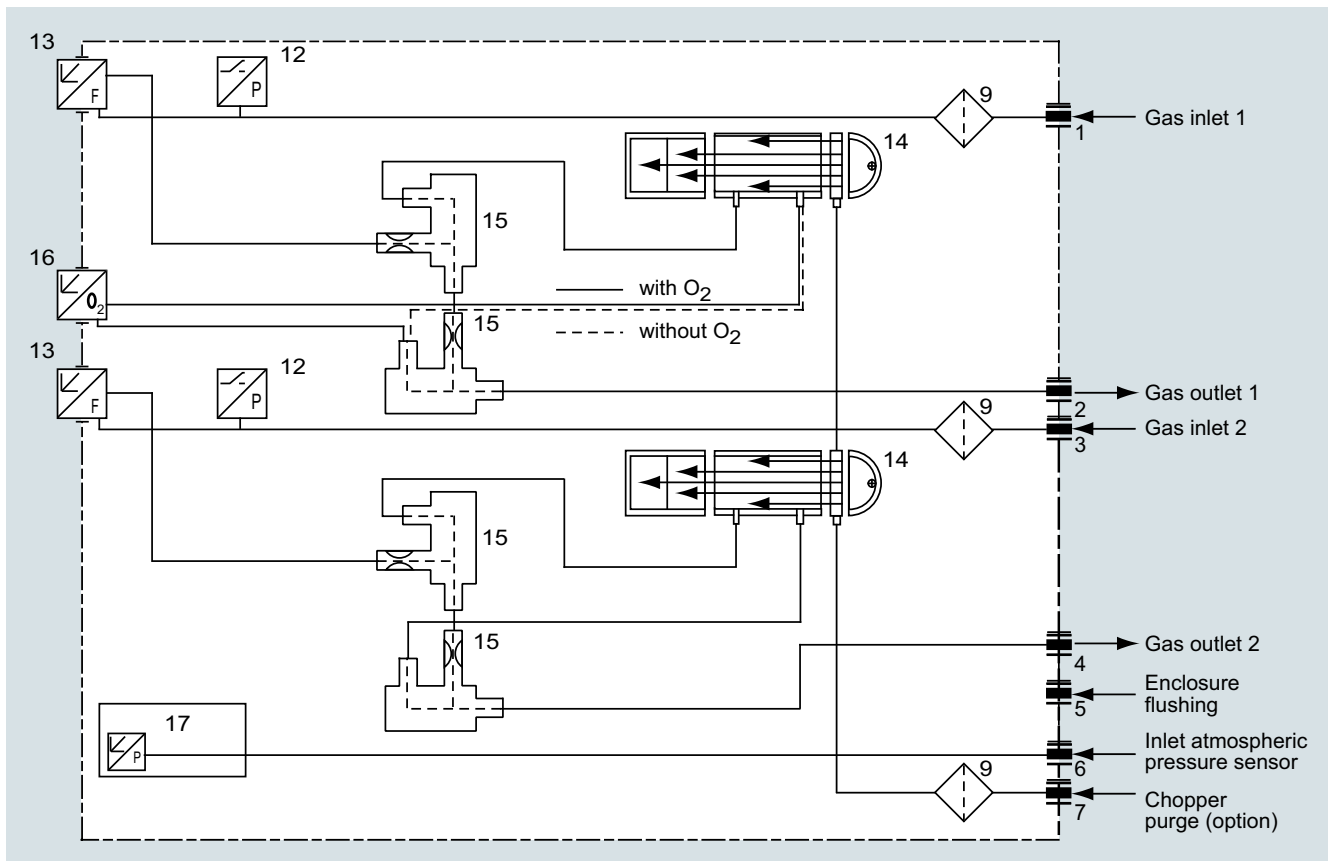 13
12
F
P
9
1
Gas inlet 1
14
15
16
O2
with O2
15
without O2
13
12
F
P
2
Gas outlet 1
9
3
Gas inlet 2
14
15
15
4
Gas outlet 2
5
Enclosure
flushing
17
P
6
Inlet atmospheric
pressure sensor
9
7
Chopper
purge (option)